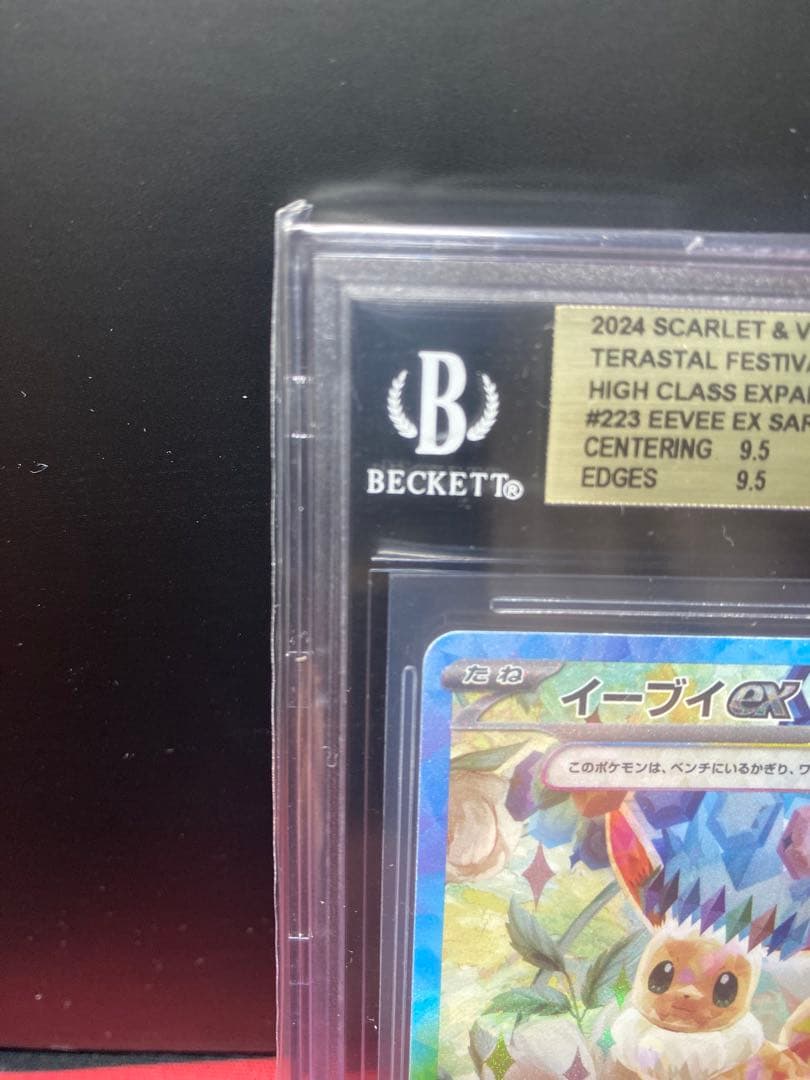 2024 SCARLET & V
TERASTAL FESTIVA
HIGH CLASS EXPA
#223 EEVEE EX SAR
CENTERING 9.5
EDGES 9.5
B
BECKETT®
たね
イーブイex
このポケモンは、ベンチにいるかぎり、ワ